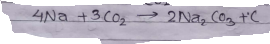 4Na + 3CO₂ → 2Na₂CO₃ + C